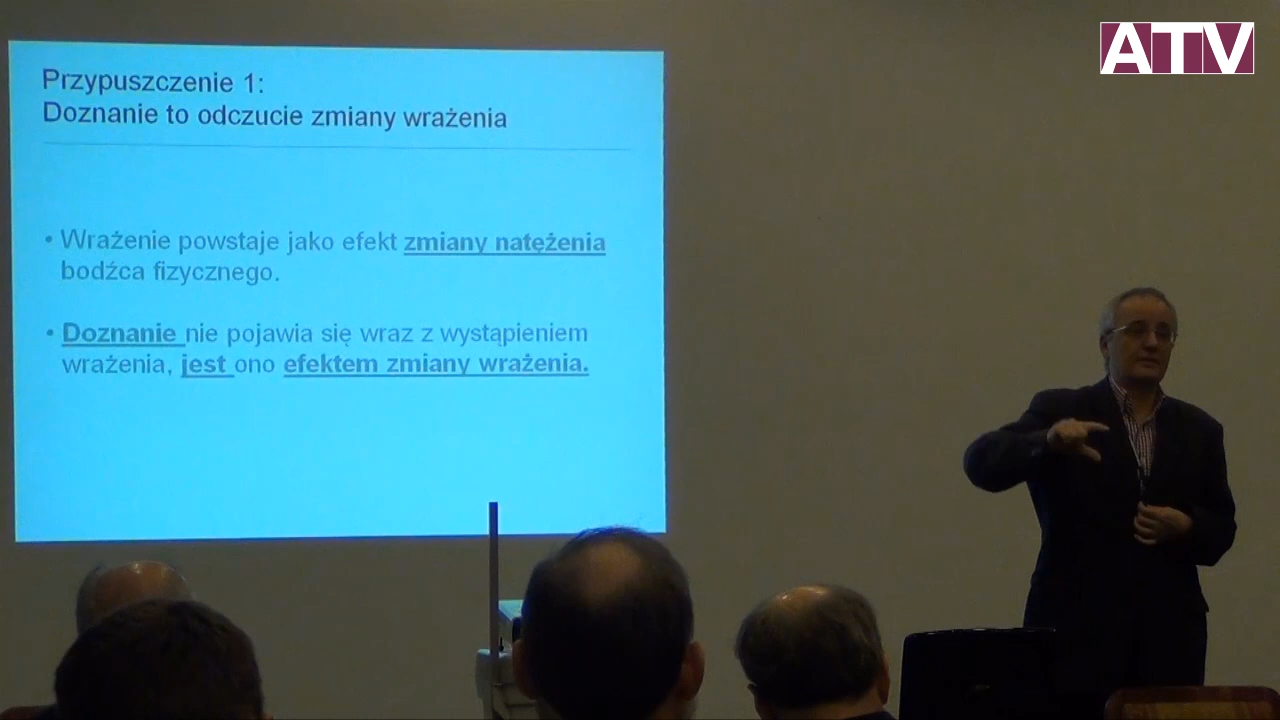 ATV
Przypuszczenie 1:
Doznanie to odczucie zmiany wrażenia
• Wrażenie powstaje jako efekt zmiany natężenia
bodźca fizycznego.
• Doznanie nie pojawia się wraz z wystąpieniem
wrażenia, jest ono efektem zmiany wrażenia.